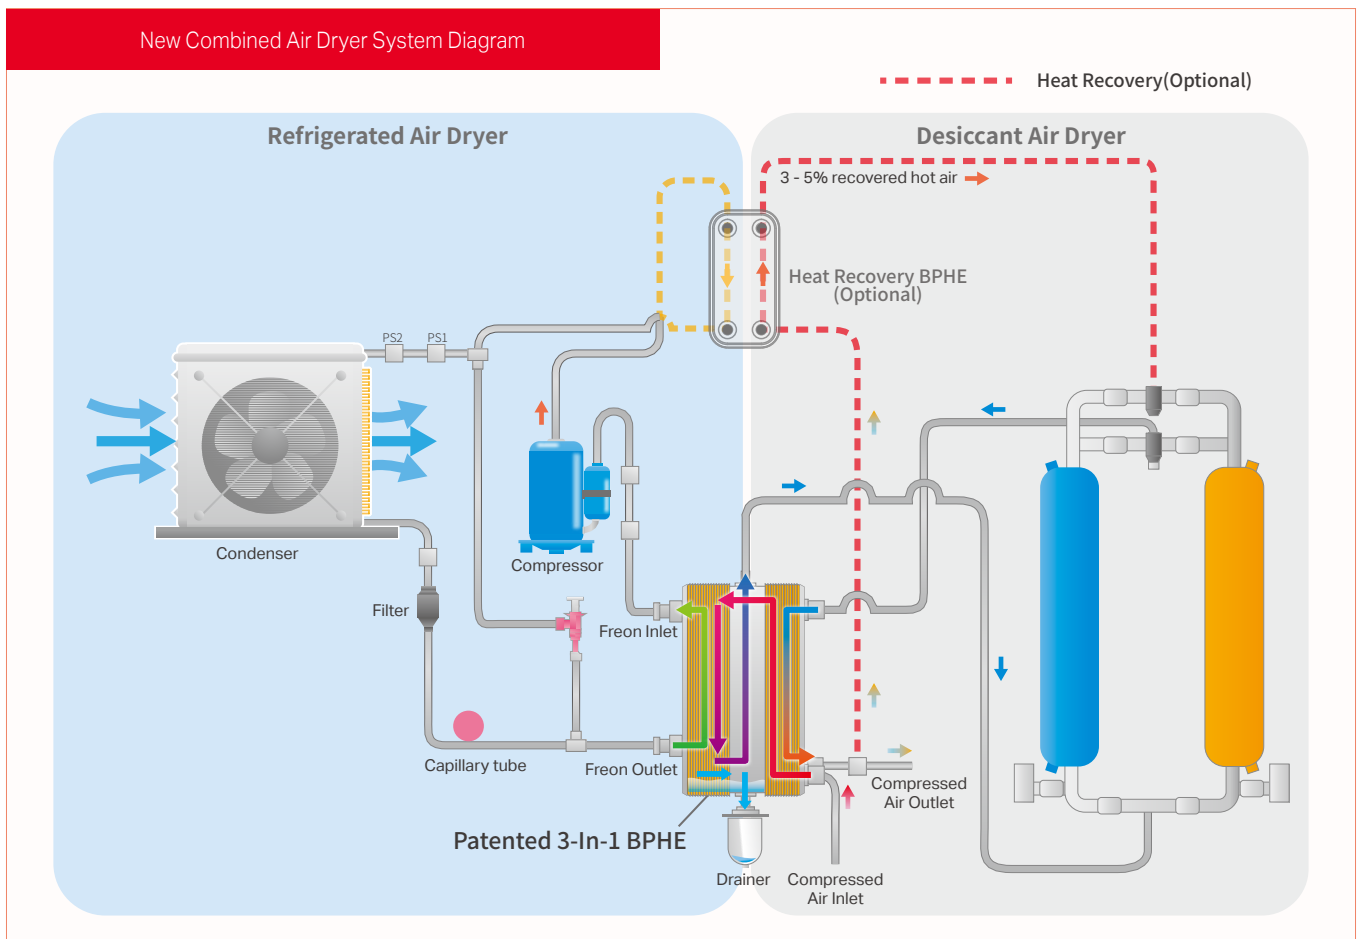 New Combined Air Dryer System Diagram
Heat Recovery(Optional)
Refrigerated Air Dryer
Desiccant Air Dryer
3 - 5% recovered hot air
Heat Recovery BPHE
(Optional)
PS2
PS1
Condenser
Compressor
Filter
Freon Inlet
Capillary tube
Freon Outlet
Compressed
Air Outlet
Patented 3-In-1 BPHE
Drainer
Compressed
Air Inlet